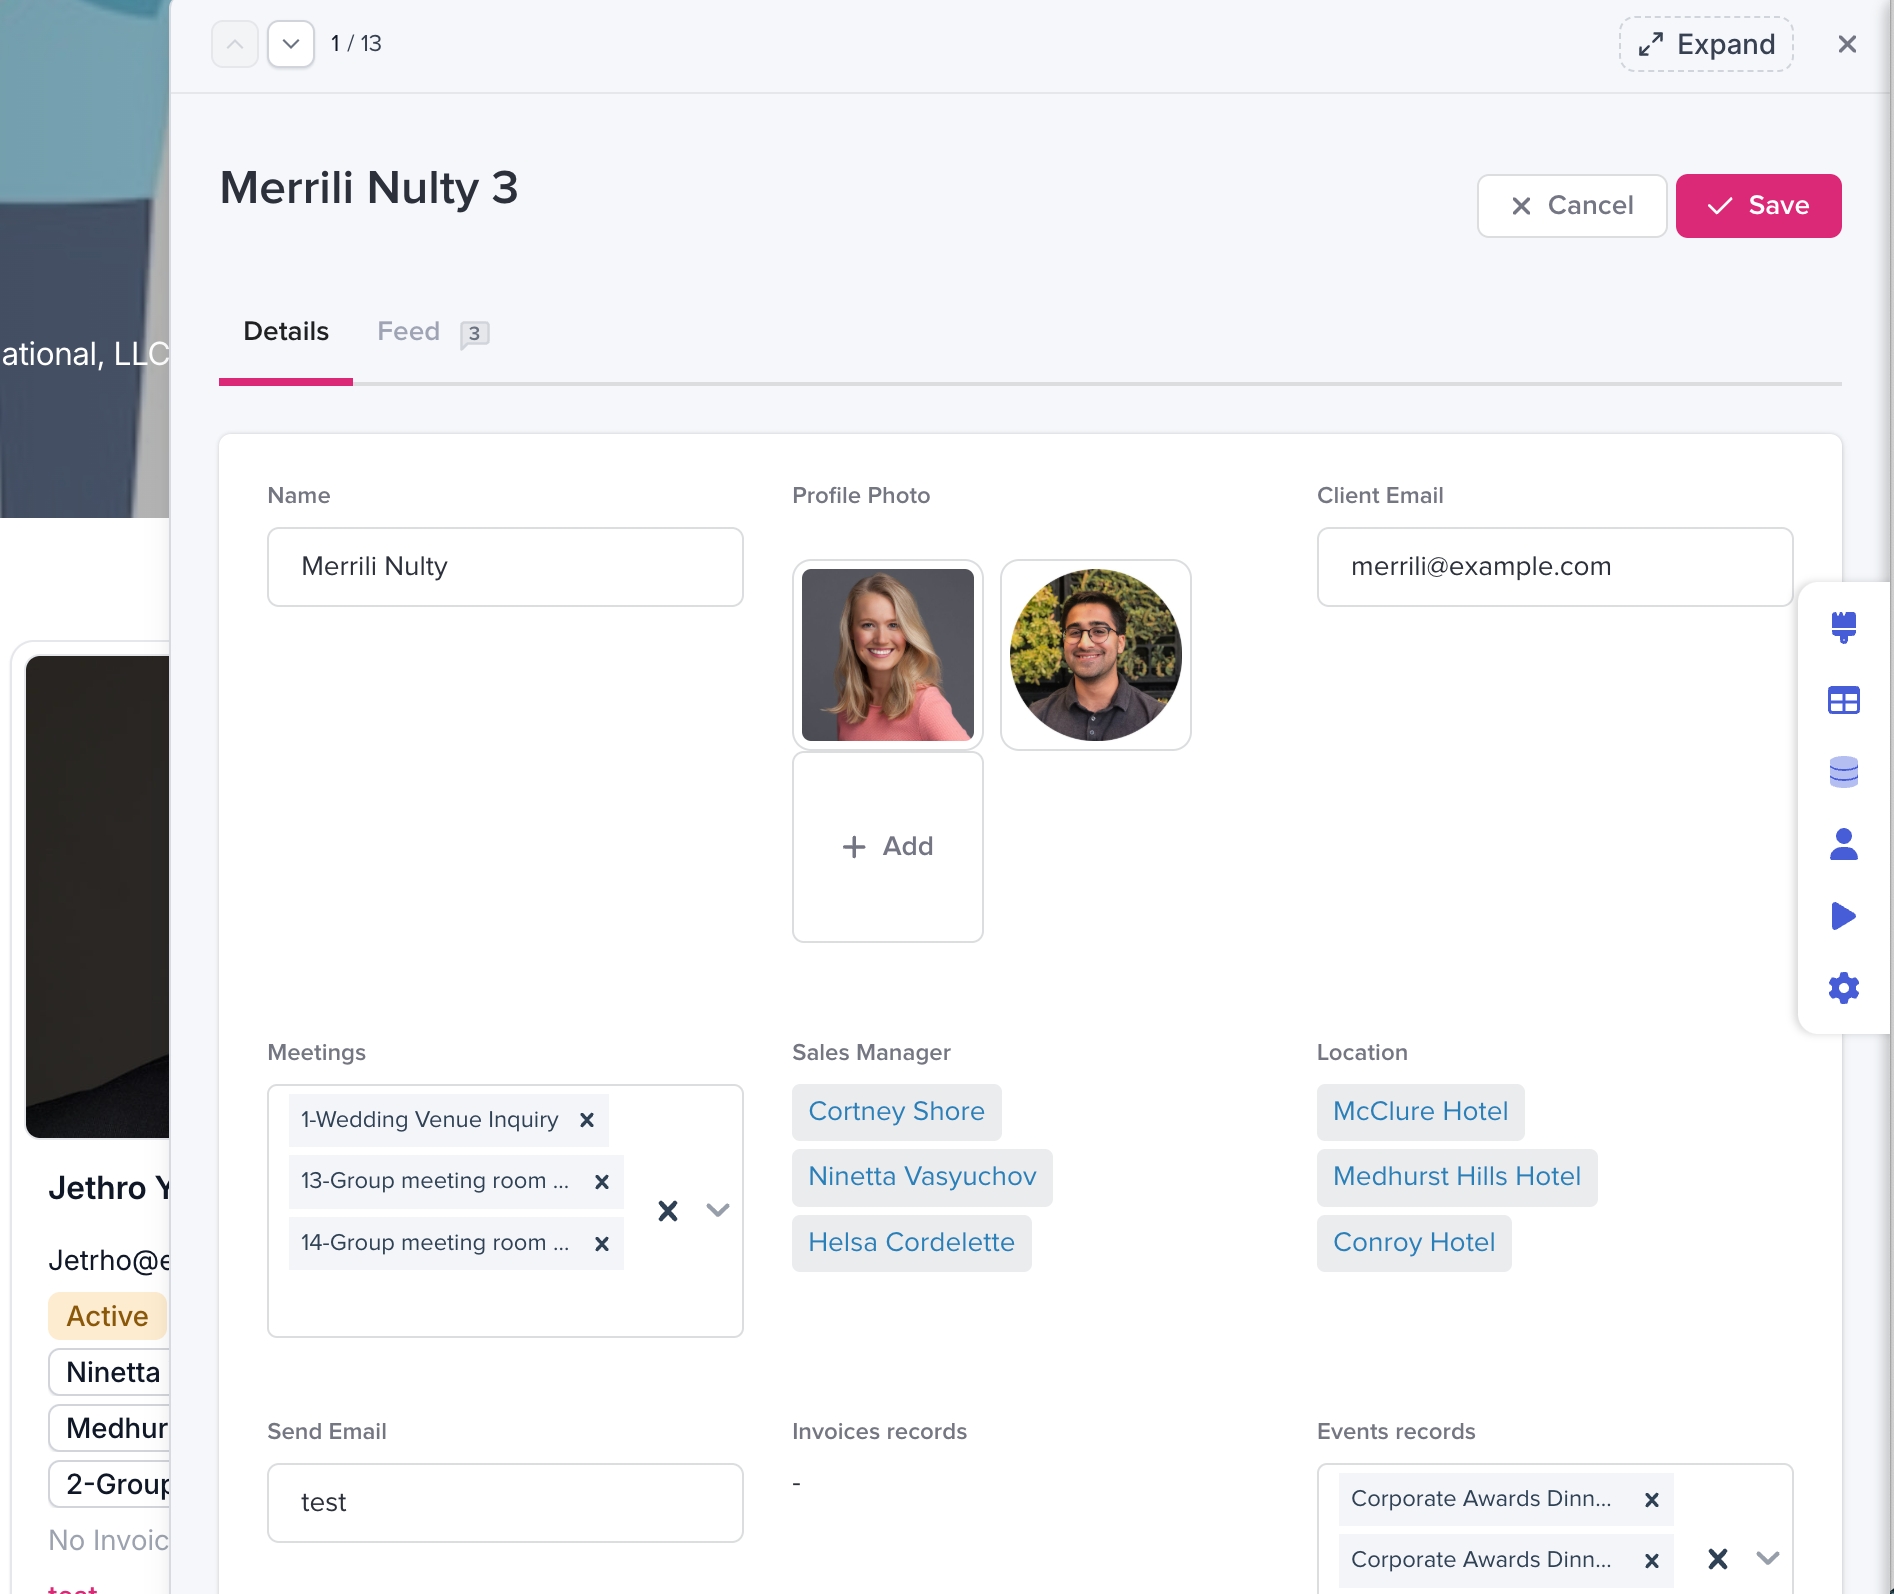 1 / 13
Expand
Merrili Nulty 3
Cancel
Save
Details
Feed
3
ational, LLC
Name
Profile Photo
Client Email
Merrili Nulty
merrili@example.com
Add
Meetings
Sales Manager
Location
1-Wedding Venue Inquiry
13-Group meeting room ...
14-Group meeting room ...
Cortney Shore
Ninetta Vasyuchov
Helsa Cordelette
McClure Hotel
Medhurst Hills Hotel
Conroy Hotel
Jethro Y
Jetrho@e
Active
Ninetta
Medhur
2-Group
No Invoic
test
Send Email
Invoices records
Events records
test
-
Corporate Awards Dinn...
Corporate Awards Dinn...